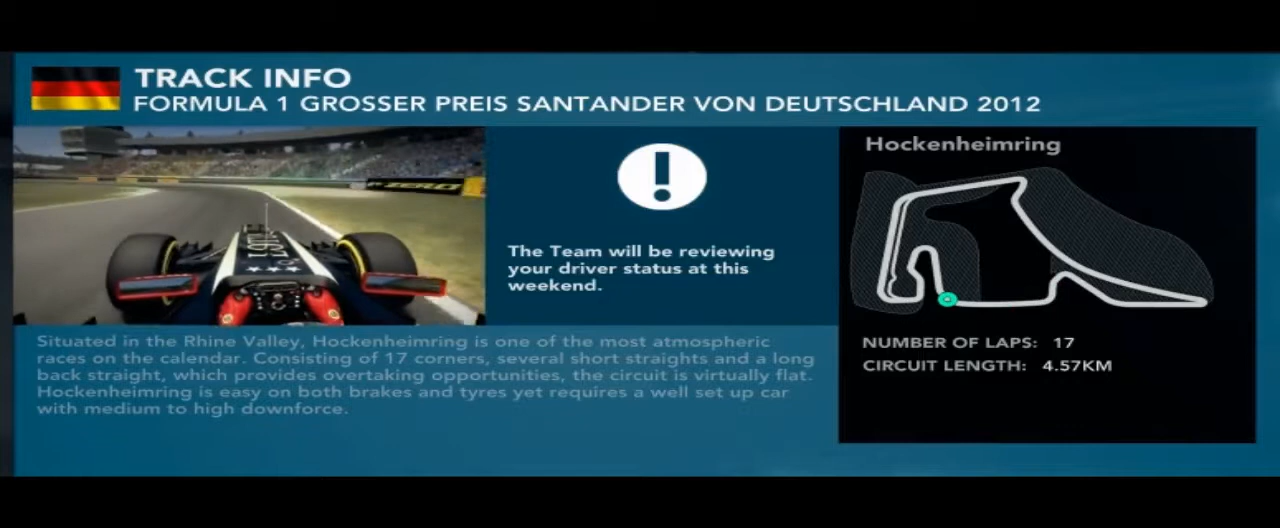 TRACK INFO
FORMULA 1 GROSSER PREIS SANTANDER VON DEUTSCHLAND 2012
The Team will be reviewing
your driver status at this
weekend.
Situated in the Rhine Valley, Hockenheimring is one of the most atmospheric
races on the calendar. Consisting of 17 corners, several short straights and a long
back straight, which provides overtaking opportunities, the circuit is virtually flat.
Hockenheimring is easy on both brakes and tyres yet requires a well set up car
with medium to high downforce.
Hockenheimring
NUMBER OF LAPS: 17
CIRCUIT LENGTH: 4.57KM